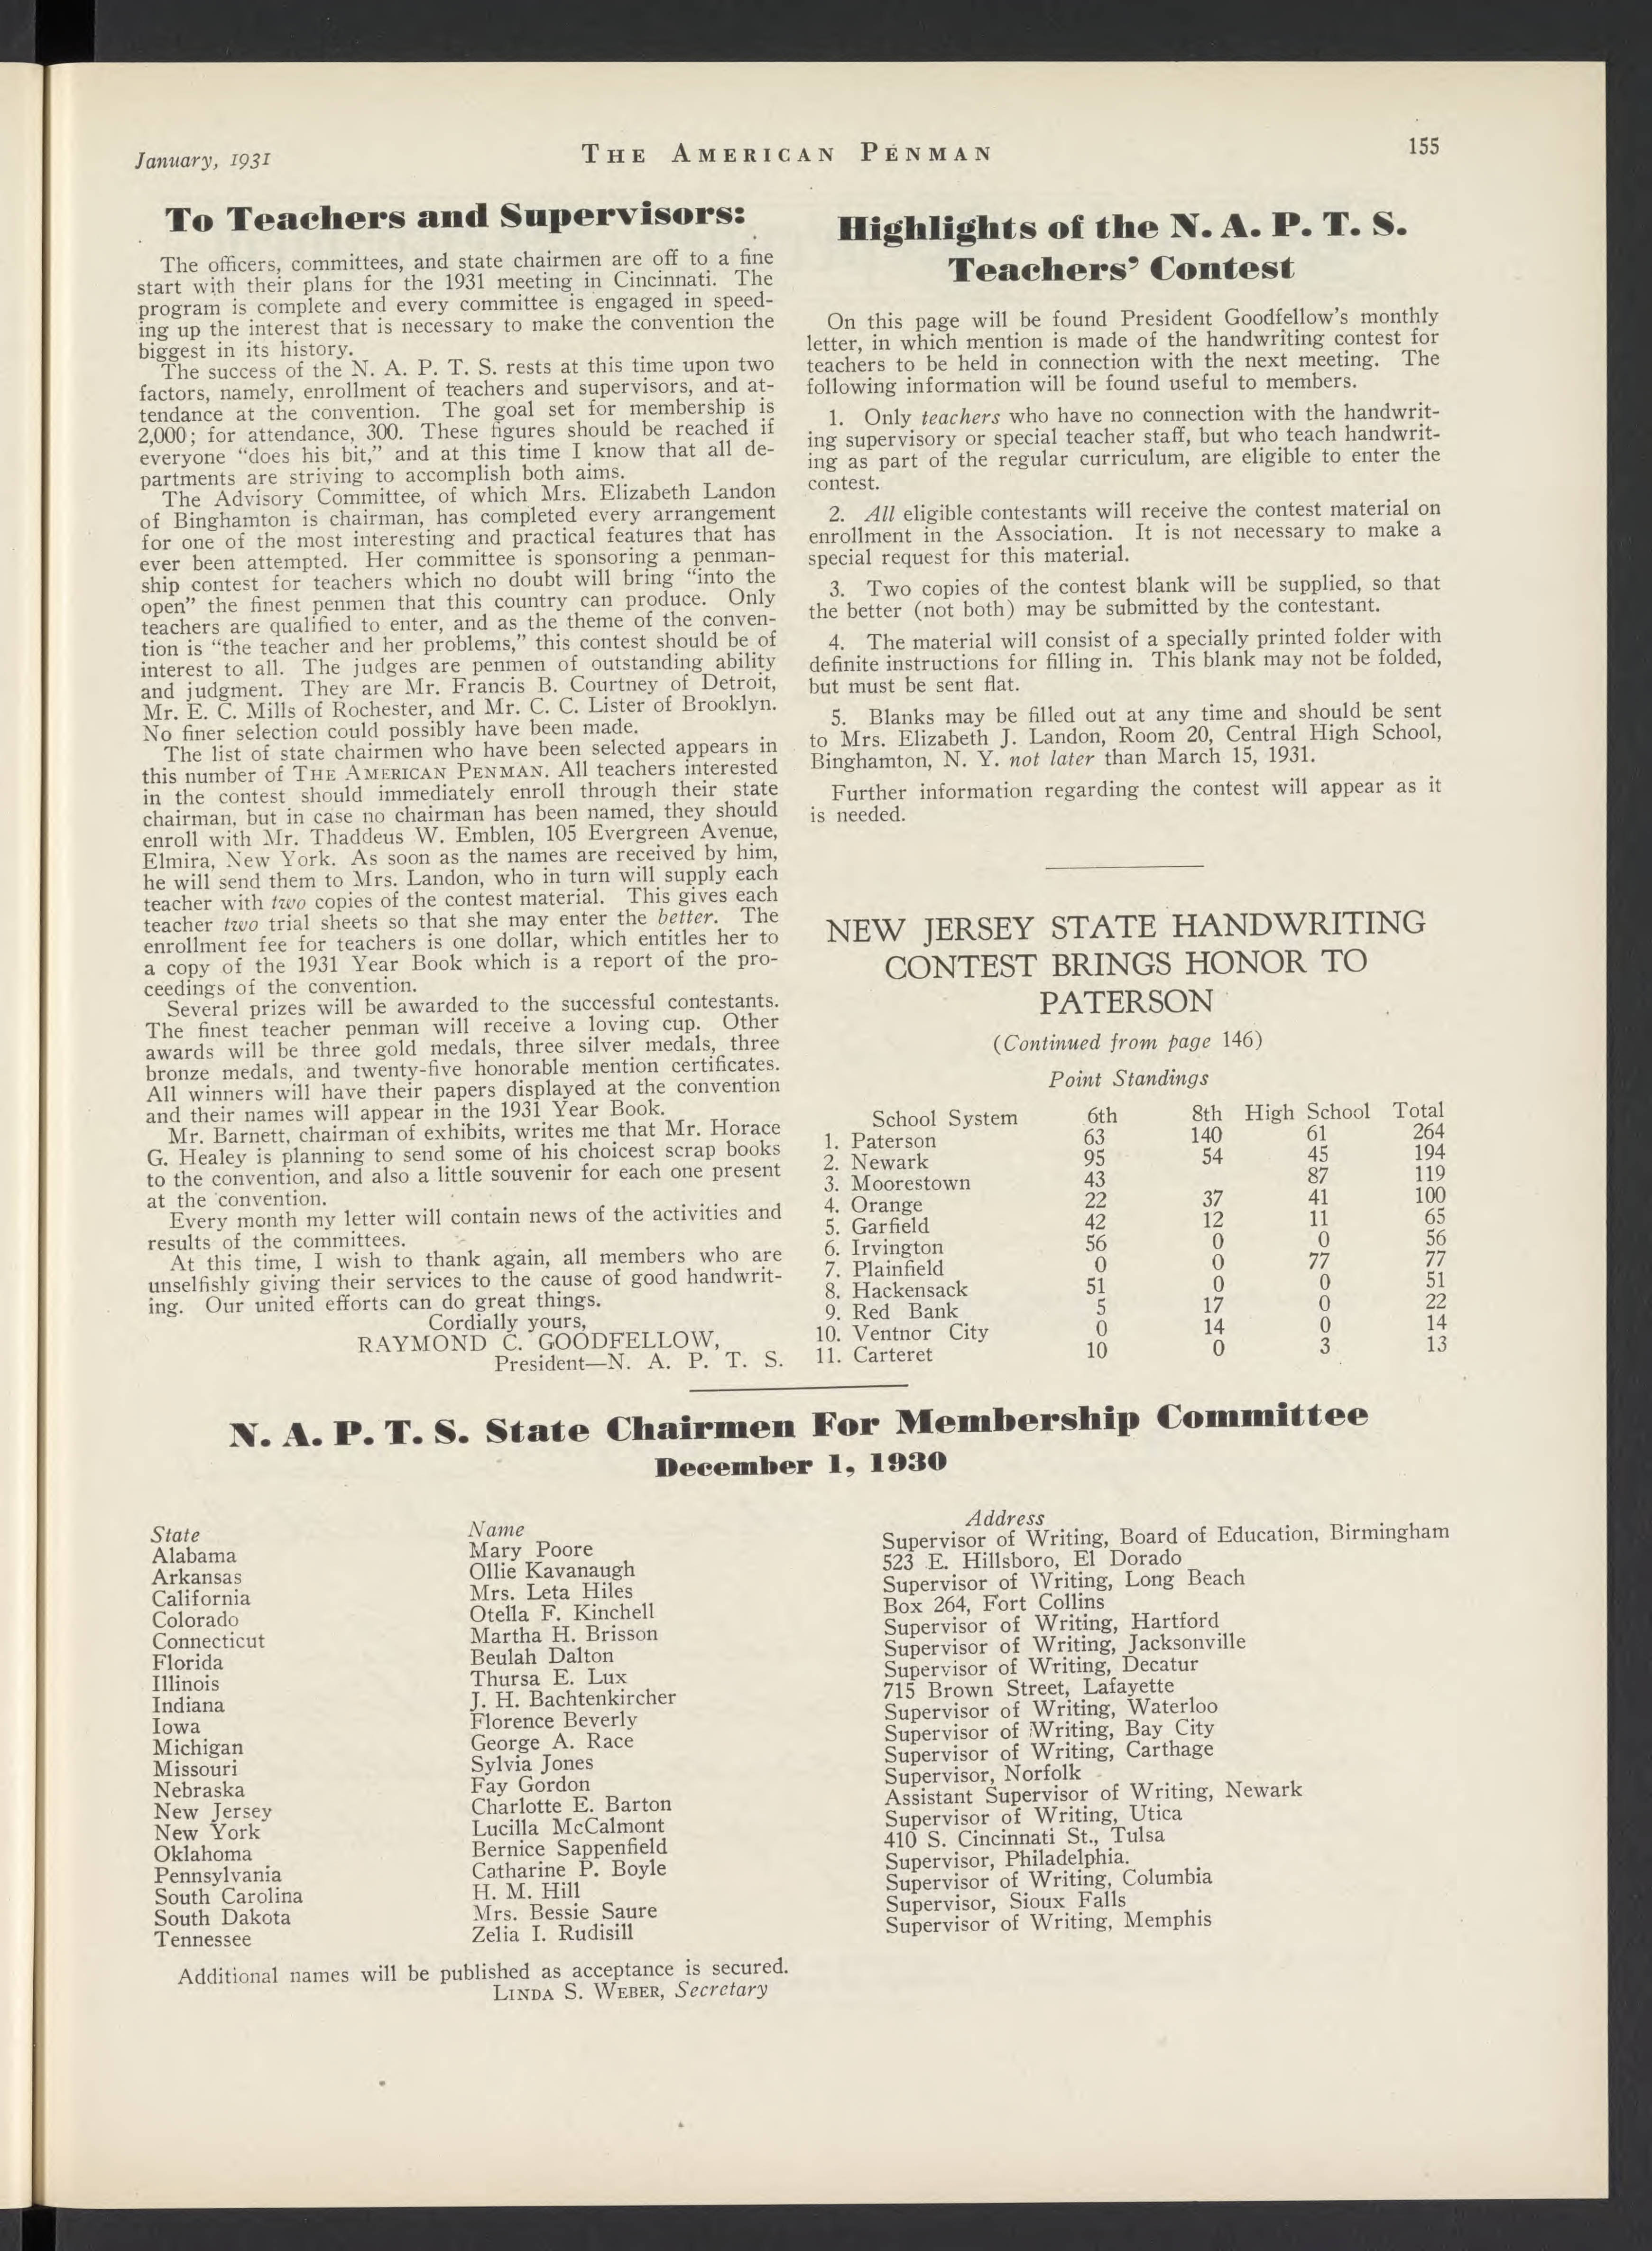 January, 1931
THE AMERICAN PENMAN
155
To Teachers and Supervisors:
The officers, committees, and state chairmen are off to a fine
start with their plans for the 1931 meeting in Cincinnati. The
program is complete and every committee is engaged in speed-
ing up the interest that is necessary to make the convention the
biggest in its history.
The success of the N. A. P. T. S. rests at this time upon two
factors, namely, enrollment of teachers and supervisors, and at-
tendance at the convention. The goal set for membership is
2,000; for attendance, 300. These figures should be reached if
everyone "does his bit," and at this time I know that all de-
partments are striving to accomplish both aims.
The Advisory Committee, of which Mrs. Elizabeth Landon
of Binghamton is chairman, has completed every arrangement
for one of the most interesting and practical features that has
ever been attempted. Her committee is sponsoring a penman-
ship contest for teachers which no doubt will bring "into the
open" the finest penmen that this country can produce. Only
teachers are qualified to enter, and as the theme of the conven-
tion is "the teacher and her problems," this contest should be of
interest to all. The judges are penmen of outstanding ability
and judgment. They are Mr. Francis B. Courtney of Detroit,
Mr. E. C. Mills of Rochester, and Mr. C. C. Lister of Brooklyn.
No finer selection could possibly have been made.
The list of state chairmen who have been selected appears in
this number of THE AMERICAN PENMAN. All teachers interested
in the contest should immediately enroll through their state
chairman, but in case no chairman has been named, they should
enroll with Mr. Thaddeus W. Emblen, 105 Evergreen Avenue,
Elmira, New York. As soon as the names are received by him,
he will send them to Mrs. Landon, who in turn will supply each
teacher with two copies of the contest material. This gives each
teacher two trial sheets so that she may enter the better. The
enrollment fee for teachers is one dollar, which entitles her to
a copy of the 1931 Year Book which is a report of the pro-
ceedings of the convention.
Several prizes will be awarded to the successful contestants.
The finest teacher penman will receive a loving cup. Other
awards will be three gold medals, three silver medals, three
bronze medals, and twenty-five honorable mention certificates.
All winners will have their papers displayed at the convention
and their names will appear in the 1931 Year Book.
Mr. Barnett, chairman of exhibits, writes me that Mr. Horace
G. Healey is planning to send some of his choicest scrap books
to the convention, and also a little souvenir for each one present
at the convention.
Every month my letter will contain news of the activities and
results of the committees.
At this time, I wish to thank again, all members who are
unselfishly giving their services to the cause of good handwrit-
ing. Our united efforts can do great things.
Cordially yours,
RAYMOND C. GOODFELLOW,
President—N. A. P. T. S.
Highlights of the N. A. P. T. S.
Teachers' Contest
On this page will be found President Goodfellow's monthly
letter, in which mention is made of the handwriting contest for
teachers to be held in connection with the next meeting. The
following information will be found useful to members.
1. Only teachers who have no connection with the handwrit-
ing supervisory or special teacher staff, but who teach handwrit-
ing as part of the regular curriculum, are eligible to enter the
contest.
2. All eligible contestants will receive the contest material on
enrollment in the Association. It is not necessary to make a
special request for this material.
3. Two copies of the contest blank will be supplied, so that
the better (not both) may be submitted by the contestant.
4. The material will consist of a specially printed folder with
definite instructions for filling in. This blank may not be folded,
but must be sent flat.
5. Blanks may be filled out at any time and should be sent
to Mrs. Elizabeth J. Landon, Room 20, Central High School,
Binghamton, N. Y. not later than March 15, 1931.
Further information regarding the contest will appear as it
is needed.
NEW JERSEY STATE HANDWRITING
CONTEST BRINGS HONOR TO
PATERSON
(Continued from page 146)
Point Standings
School System 6th 8th High School Total
1. Paterson 63 140 61 264
2. Newark 95 54 45 194
3. Moorestown 43 87 119
4. Orange 22 37 41 100
5. Garfield 42 12 11 65
6. Irvington 56 0 0 56
7. Plainfield 0 0 77 77
8. Hackensack 51 0 0 51
9. Red Bank 5 17 0 22
10. Ventnor City 0 14 0 14
11. Carteret 10 0 3 13
N. A. P. T. S. State Chairmen For Membership Committee
December 1, 1930
State Name Address
Alabama Mary Poore Supervisor of Writing, Board of Education, Birmingham
Arkansas Ollie Kavanaugh 523 E. Hillsboro, El Dorado
California Mrs. Leta Hiles Supervisor of Writing, Long Beach
Colorado Otella F. Kinchell Box 264, Fort Collins
Connecticut Martha H. Brisson Supervisor of Writing, Hartford
Florida Beulah Dalton Supervisor of Writing, Jacksonville
Illinois Thursa E. Lux Supervisor of Writing, Decatur
Indiana J. H. Bachtenkircher 715 Brown Street, Lafayette
Iowa Florence Beverly Supervisor of Writing, Waterloo
Michigan George A. Race Supervisor of Writing, Bay City
Missouri Sylvia Jones Supervisor of Writing, Carthage
Nebraska Fay Gordon Supervisor, Norfolk
New Jersey Charlotte E. Barton Assistant Supervisor of Writing, Newark
New York Lucilla McCalmont Supervisor of Writing, Utica
Oklahoma Bernice Sappenfield 410 S. Cincinnati St., Tulsa
Pennsylvania Catharine P. Boyle Supervisor, Philadelphia.
South Carolina H. M. Hill Supervisor of Writing, Columbia
South Dakota Mrs. Bessie Saure Supervisor, Sioux Falls
Tennessee Zelia I. Rudisill Supervisor of Writing, Memphis
Additional names will be published as acceptance is secured.
LINDA S. WEBER, Secretary